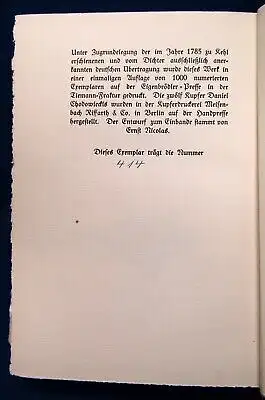 Unter Zugrundelegung der im Jahre 1785 zu Kehl
erschienenen und vom Dichter ausschließlich aner-
kannten deutschen Übertragung wurde dieses Werk in
einer einmaligen Auflage von 1000 numerierten
Exemplaren auf der Eigenbrödler-Presse in der
Tiemann-Fraktur gedruckt. Die zwölf Kupfer Daniel
Chodowieckis wurden in der Kupferdruckerei Meisen-
bach Riffarth & Co. in Berlin auf der Handpresse
hergestellt. Der Entwurf zum Einbande stammt von
Ernst Nicolas.
Dieses Exemplar trägt die Nummer
414